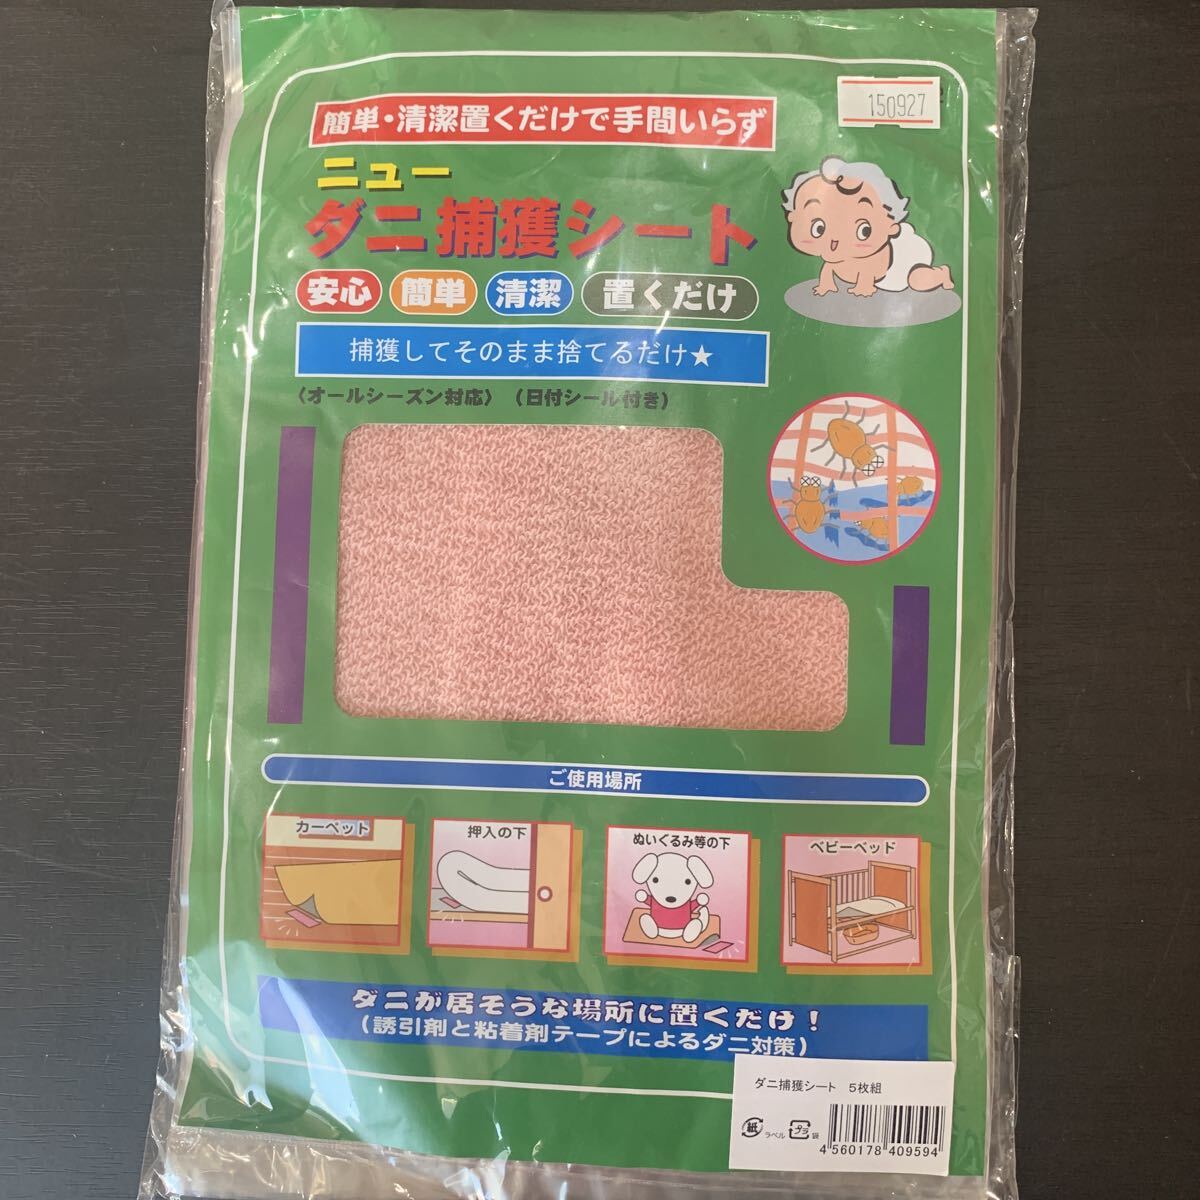 150927
簡単・清潔置くだけで手間いらず
ニュー
ダニ捕獲シート
安心 簡単 清潔 置くだけ
捕獲してそのまま捨てるだけ★
〈オールシーズン対応〉（日付シール付き）
ご使用場所
カーペット
押入の下
ぬいぐるみ等の下
ベビーベッド
ダニが居そうな場所に置くだけ！
（誘引剤と粘着剤テープによるダニ対策）
ダニ捕獲シート 5枚組
紙 ラベル プラ 袋
4 560178 409594